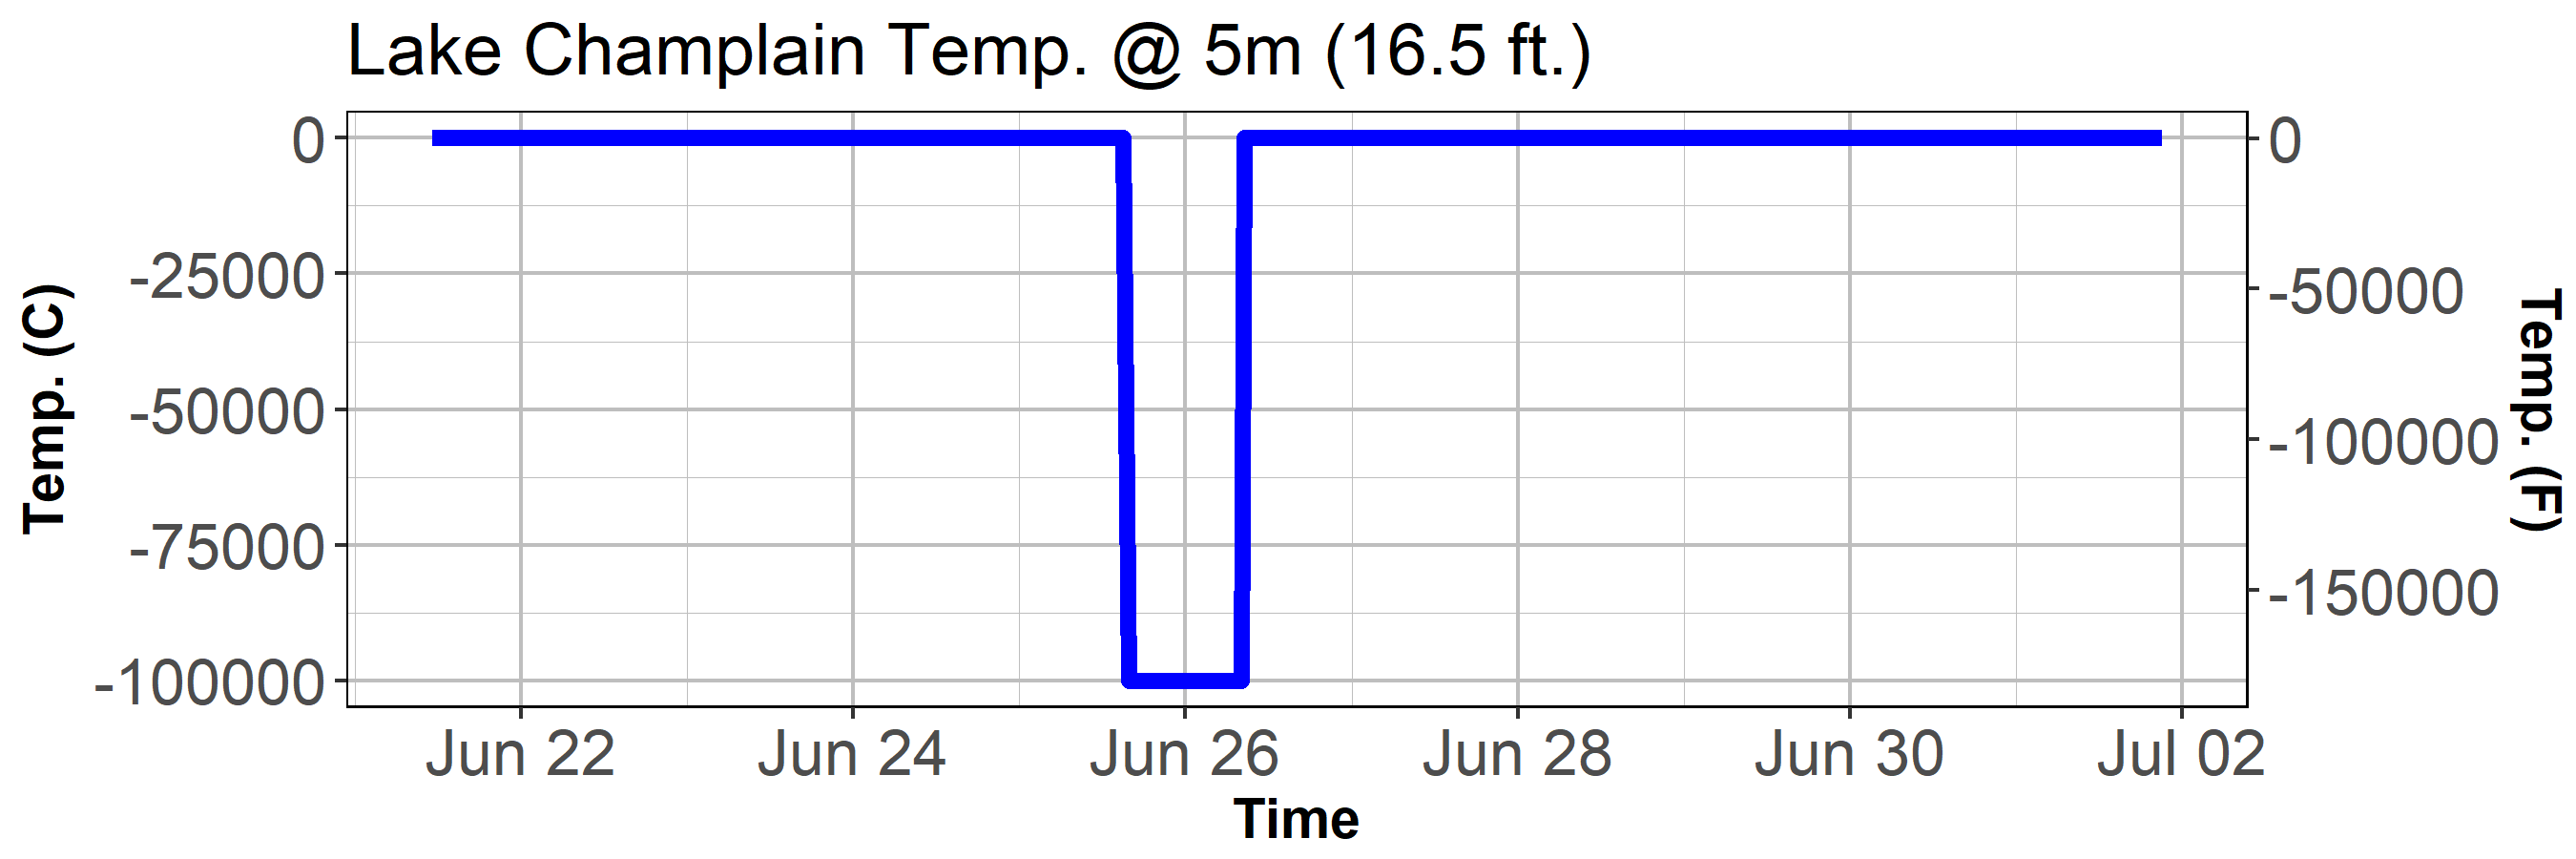 Lake Champlain Temp. @ 5m (16.5 ft.)
Temp. (C)
0
-25000
-50000
-75000
-100000
0
-50000
-100000
-150000
Temp. (F)
Jun 22 Jun 24 Jun 26 Jun 28 Jun 30 Jul 02
Time